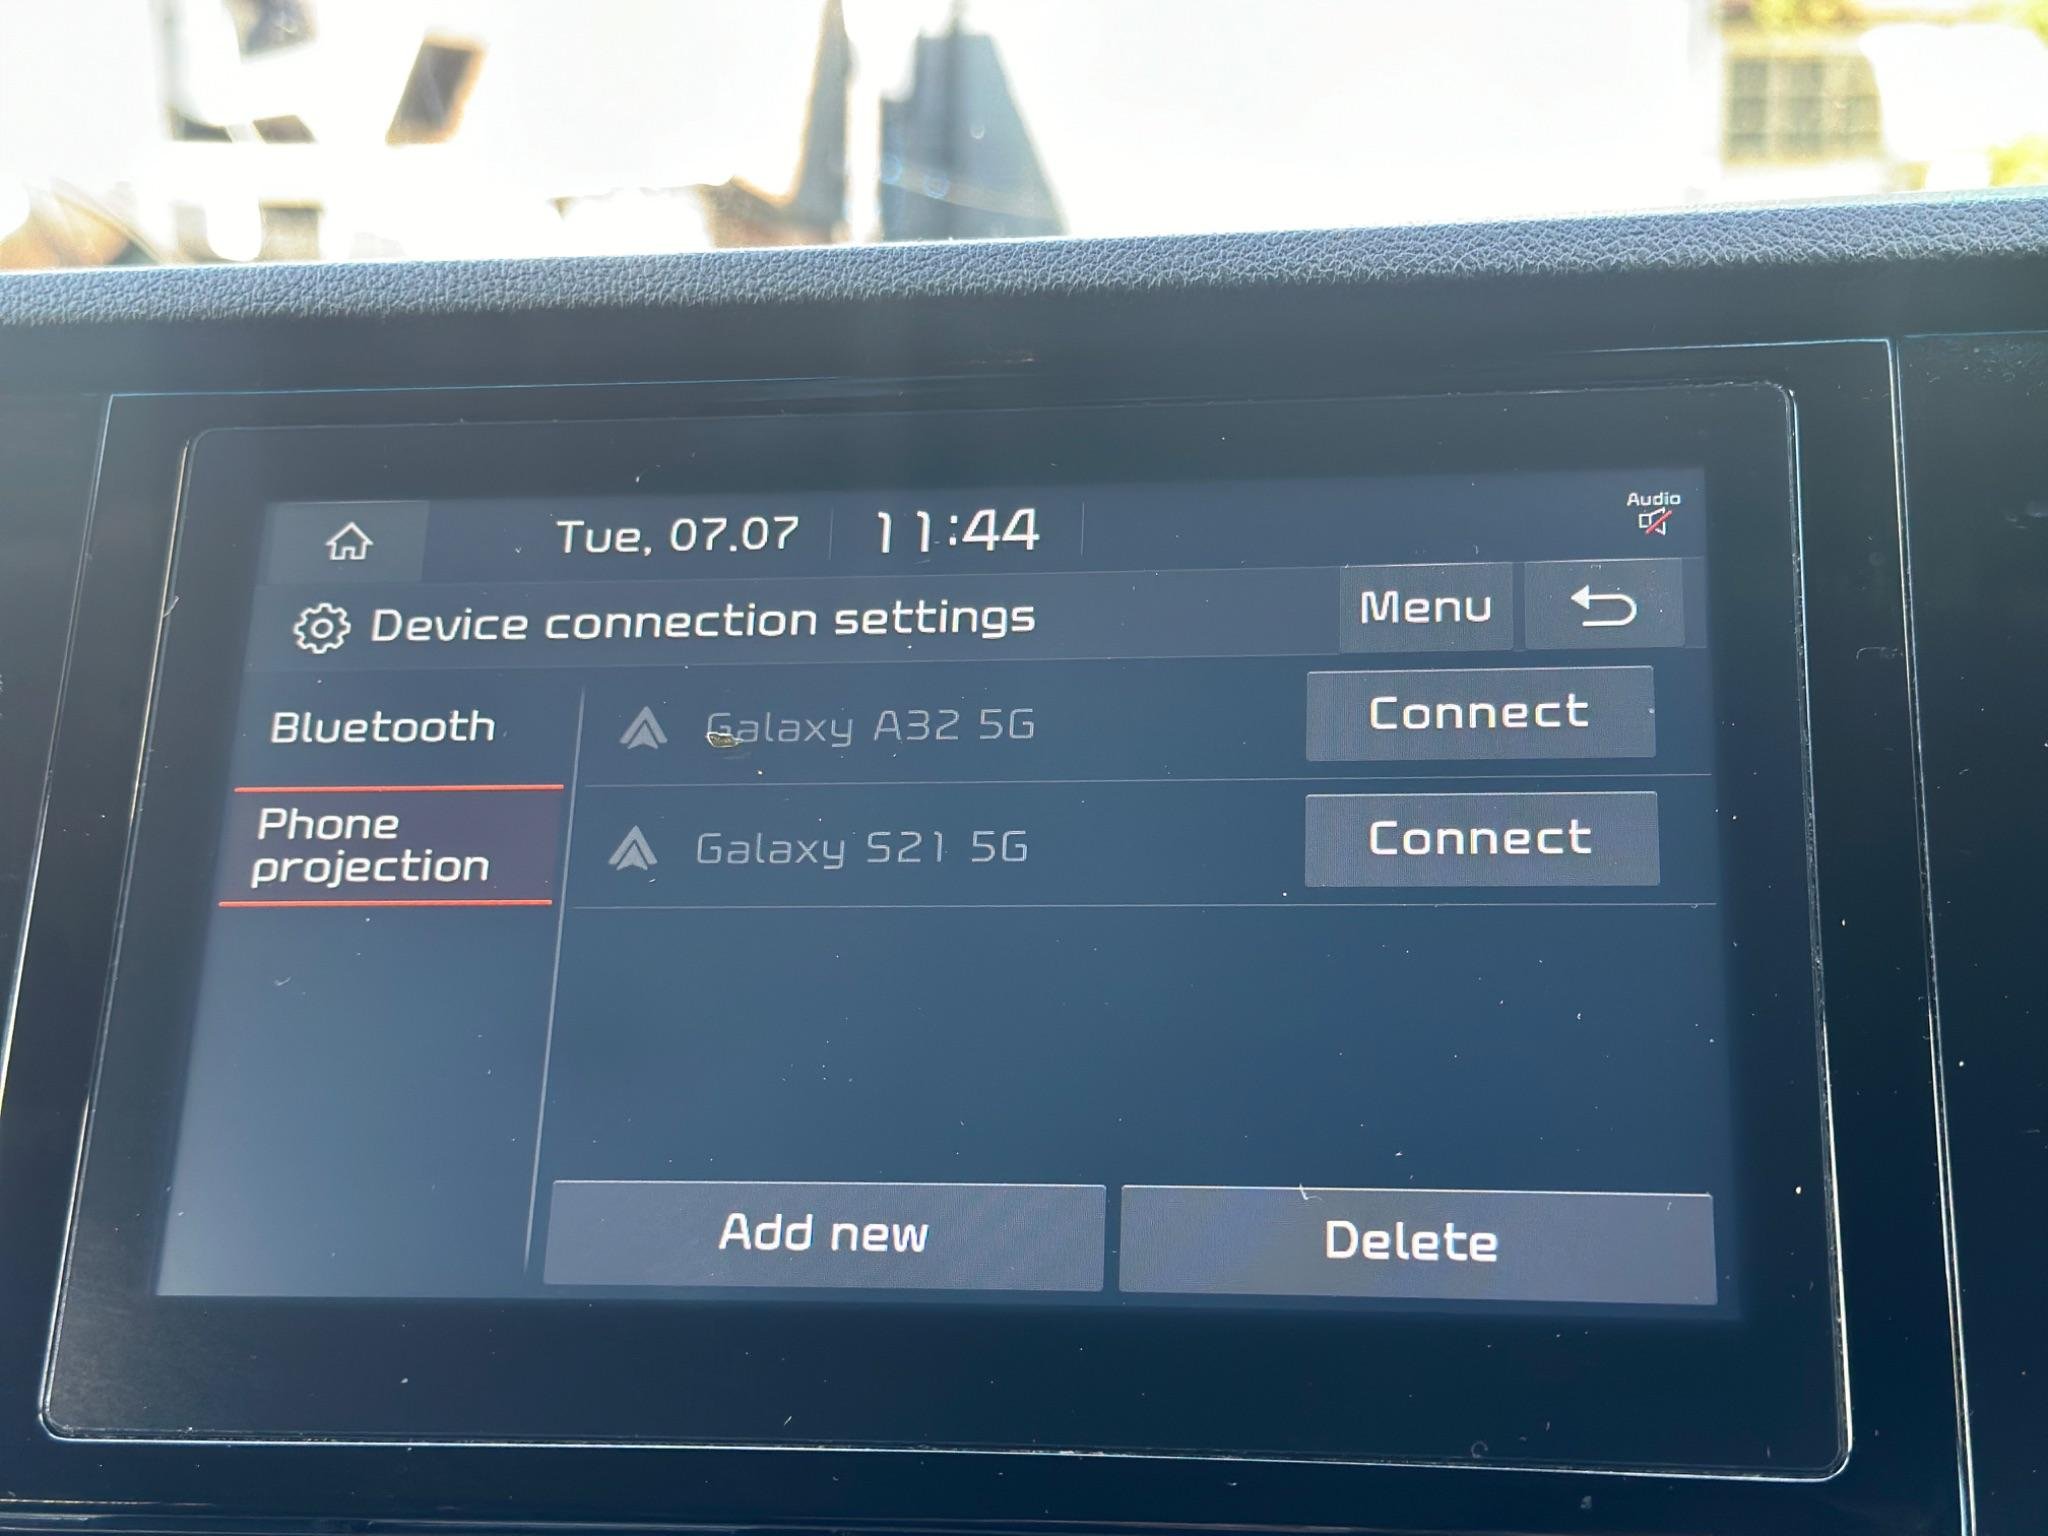 Tue, 07.07 11:44 Audio
Device connection settings Menu
Bluetooth
Galaxy A32 5G Connect
Phone
projection
Galaxy S21 5G Connect
Add new Delete